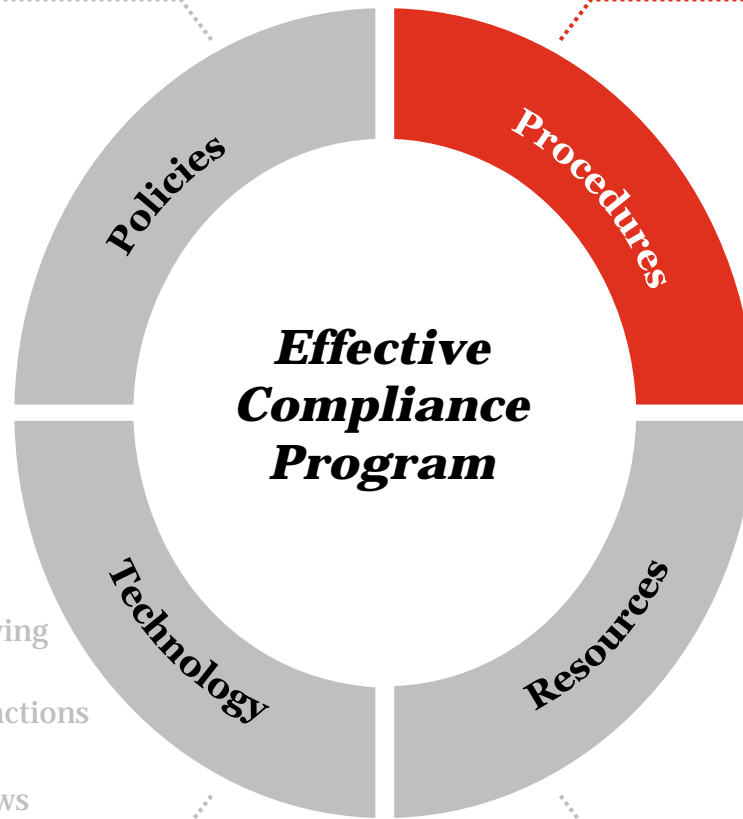 Policies
Procedures
Effective
Compliance
Program
Technology
Resources